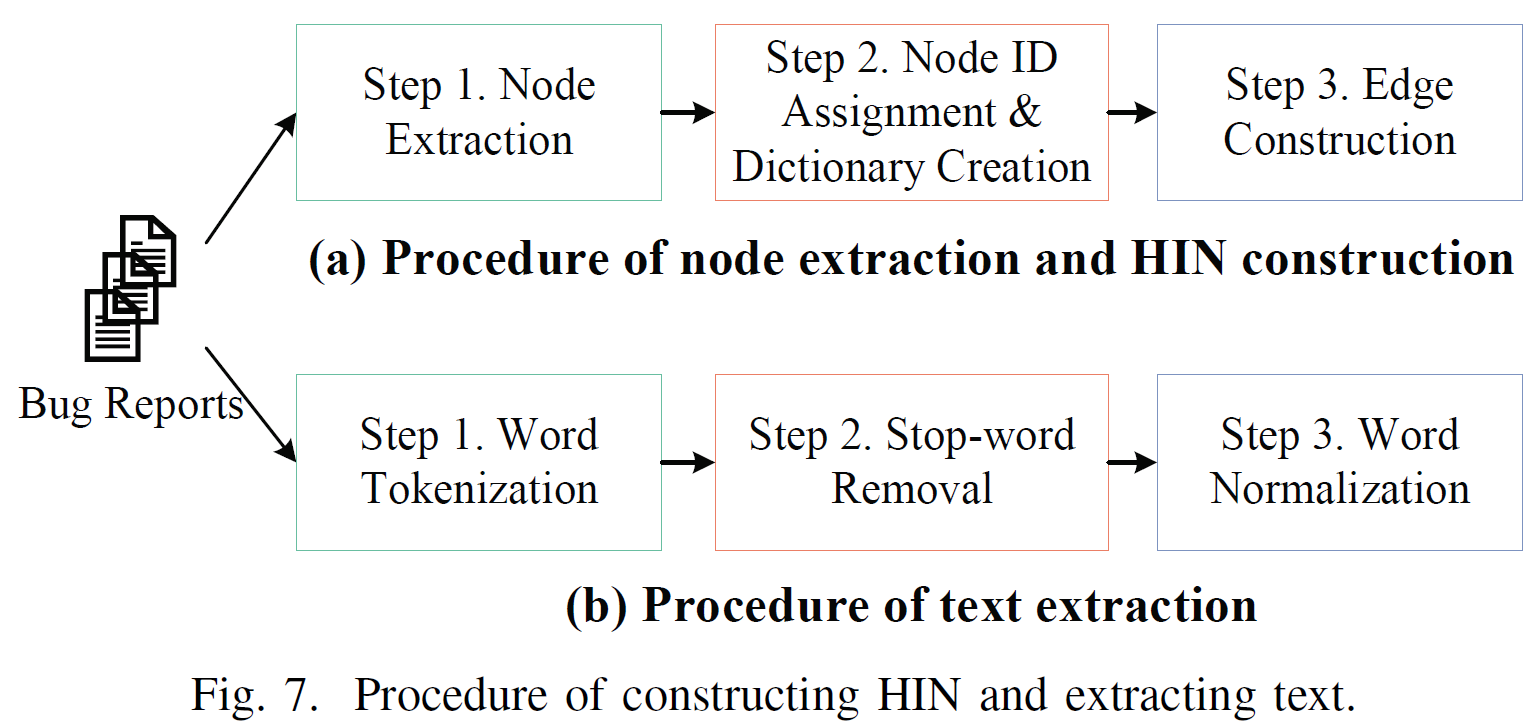 Step 1. Node
Extraction
Step 2. Node ID
Assignment &
Dictionary Creation
Step 3. Edge
Construction
(a) Procedure of node extraction and HIN construction
Bug Reports
Step 1. Word
Tokenization
Step 2. Stop-word
Removal
Step 3. Word
Normalization
(b) Procedure of text extraction
Fig. 7. Procedure of constructing HIN and extracting text.